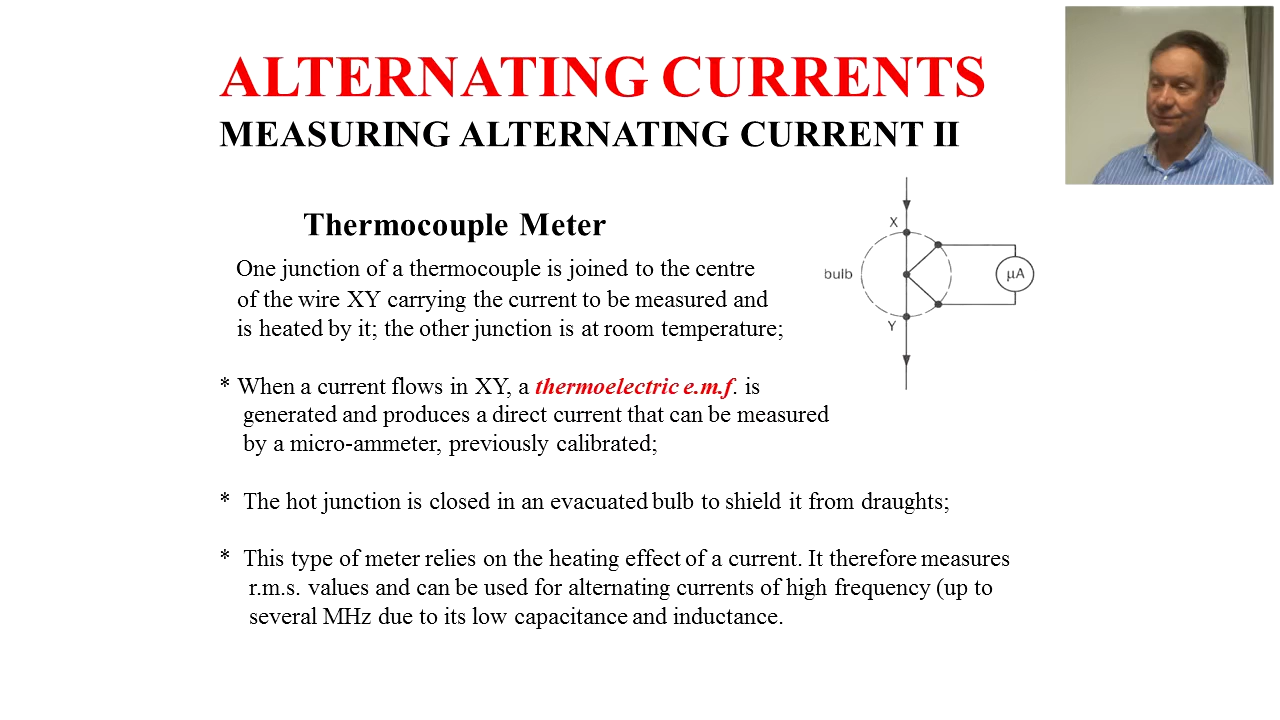 ALTERNATING CURRENTS
MEASURING ALTERNATING CURRENT II
Thermocouple Meter
One junction of a thermocouple is joined to the centre
of the wire XY carrying the current to be measured and
is heated by it; the other junction is at room temperature;
X
bulb
μA
Y
* When a current flows in XY, a thermoelectric e.m.f. is
generated and produces a direct current that can be measured
by a micro-ammeter, previously calibrated;
* The hot junction is closed in an evacuated bulb to shield it from draughts;
* This type of meter relies on the heating effect of a current. It therefore measures
r.m.s. values and can be used for alternating currents of high frequency (up to
several MHz due to its low capacitance and inductance.